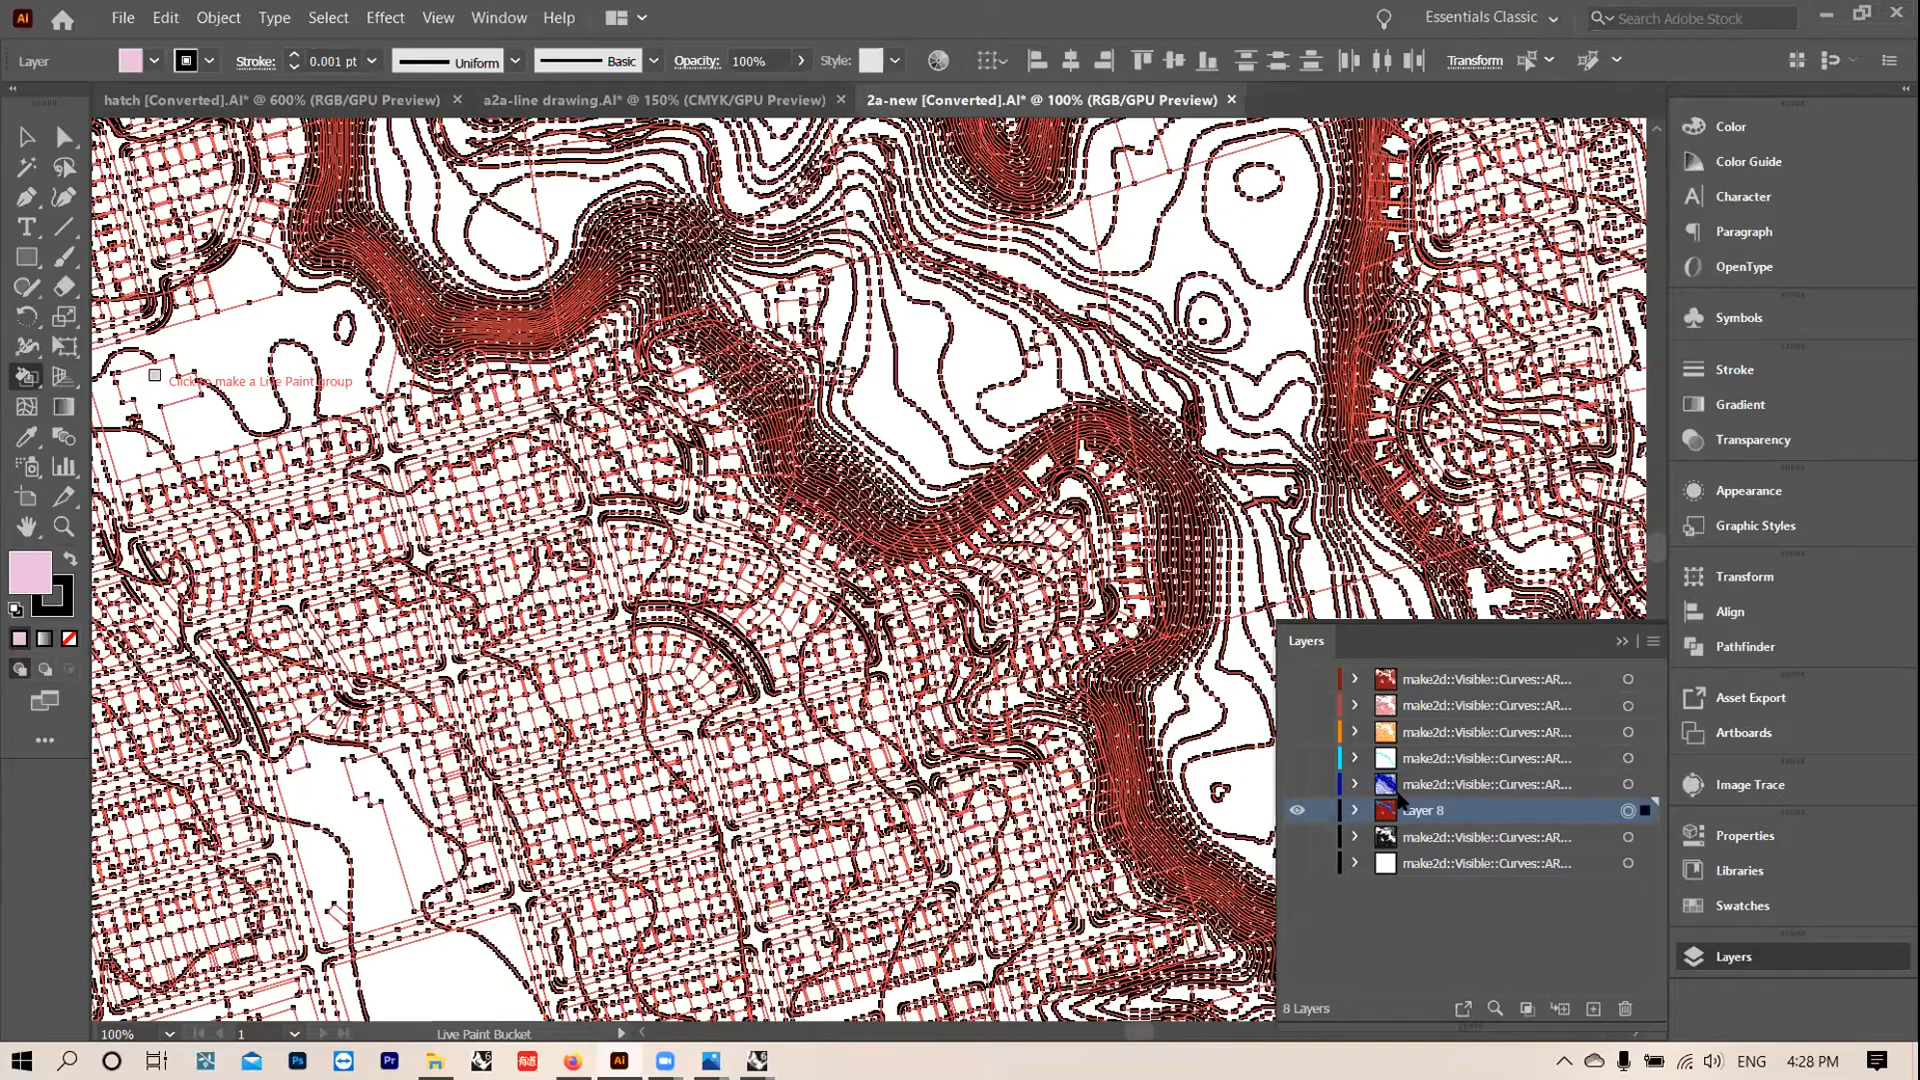 Ai File Edit Object Type Select Effect View Window Help Essentials Classic Search Adobe Stock
Layer Stroke: 0.001 pt Uniform Basic Opacity: 100% Style: Transform
hatch [Converted].AI* @ 600% (RGB/GPU Preview) a2a-line drawing.AI* @ 150% (CMYK/GPU Preview) 2a-new [Converted].AI* @ 100% (RGB/GPU Preview)
Color
Color Guide
Character
Paragraph
OpenType
Symbols
Stroke
Gradient
Transparency
Appearance
Graphic Styles
Transform
Align
Pathfinder
Asset Export
Artboards
Image Trace
Properties
Libraries
Swatches
Layers
Click to make a Live Paint group
Layers
make2d::Visible::Curves::AR...
make2d::Visible::Curves::AR...
make2d::Visible::Curves::AR...
make2d::Visible::Curves::AR...
make2d::Visible::Curves::AR...
Layer 8
make2d::Visible::Curves::AR...
make2d::Visible::Curves::AR...
8 Layers
100% 1 Live Paint Bucket
Ps Pr Ai ENG 4:28 PM